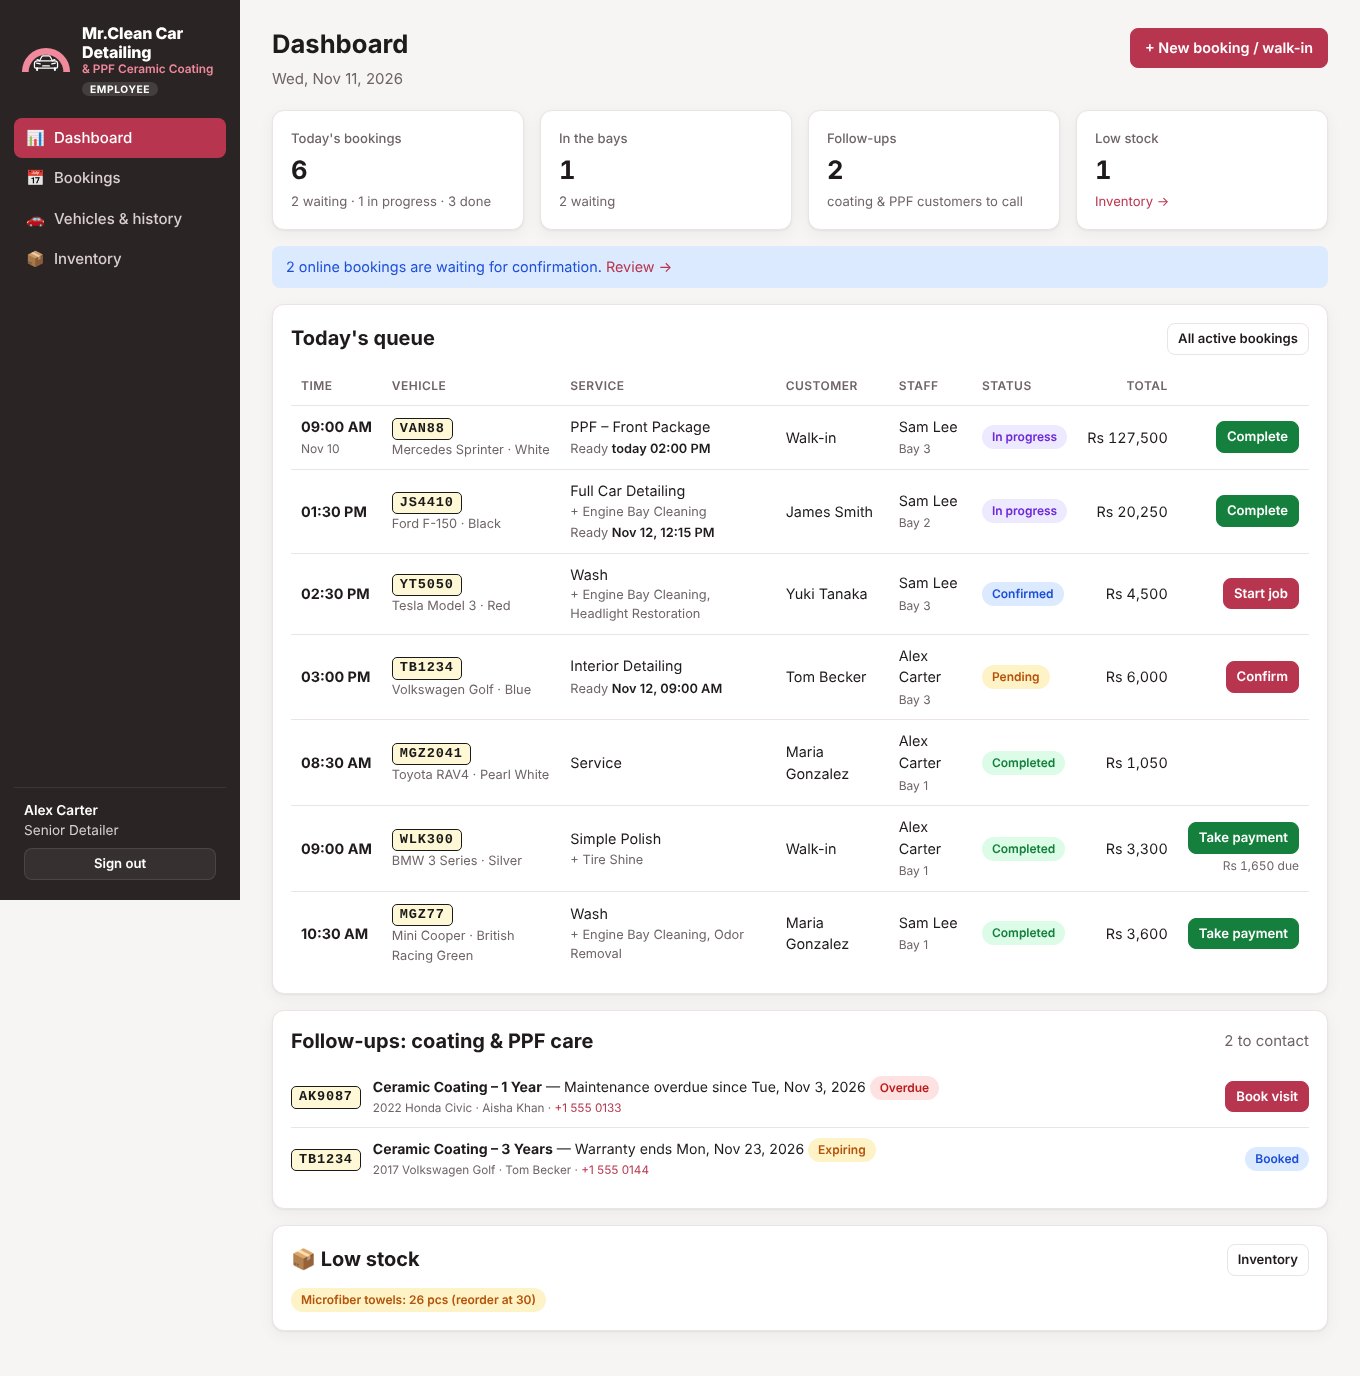 Mr.Clean Car
Detailing
& PPF Ceramic Coating
EMPLOYEE
Dashboard
Bookings
Vehicles & history
Inventory
Alex Carter
Senior Detailer
Sign out
Dashboard
Wed, Nov 11, 2026
+ New booking / walk-in
Today's bookings
6
2 waiting · 1 in progress · 3 done
In the bays
1
2 waiting
Follow-ups
2
coating & PPF customers to call
Low stock
1
Inventory →
2 online bookings are waiting for confirmation. Review →
Today's queue
All active bookings
TIME VEHICLE SERVICE CUSTOMER STAFF STATUS TOTAL
09:00 AM
Nov 10
VAN88
Mercedes Sprinter · White
PPF – Front Package
Ready today 02:00 PM
Walk-in
Sam Lee
Bay 3
In progress
Rs 127,500
Complete
01:30 PM
JS4410
Ford F-150 · Black
Full Car Detailing
+ Engine Bay Cleaning
Ready Nov 12, 12:15 PM
James Smith
Sam Lee
Bay 2
In progress
Rs 20,250
Complete
02:30 PM
YT5050
Tesla Model 3 · Red
Wash
+ Engine Bay Cleaning,
Headlight Restoration
Yuki Tanaka
Sam Lee
Bay 3
Confirmed
Rs 4,500
Start job
03:00 PM
TB1234
Volkswagen Golf · Blue
Interior Detailing
Ready Nov 12, 09:00 AM
Tom Becker
Alex
Carter
Bay 3
Pending
Rs 6,000
Confirm
08:30 AM
MGZ2041
Toyota RAV4 · Pearl White
Service
Maria
Gonzalez
Alex
Carter
Bay 1
Completed
Rs 1,050
09:00 AM
WLK300
BMW 3 Series · Silver
Simple Polish
+ Tire Shine
Walk-in
Alex
Carter
Bay 1
Completed
Rs 3,300
Take payment
Rs 1,650 due
10:30 AM
MGZ77
Mini Cooper · British
Racing Green
Wash
+ Engine Bay Cleaning, Odor
Removal
Maria
Gonzalez
Sam Lee
Bay 1
Completed
Rs 3,600
Take payment
Follow-ups: coating & PPF care
2 to contact
AK9087
Ceramic Coating – 1 Year — Maintenance overdue since Tue, Nov 3, 2026 Overdue
2022 Honda Civic · Aisha Khan · +1 555 0133
Book visit
TB1234
Ceramic Coating – 3 Years — Warranty ends Mon, Nov 23, 2026 Expiring
2017 Volkswagen Golf · Tom Becker · +1 555 0144
Booked
Low stock
Inventory
Microfiber towels: 26 pcs (reorder at 30)